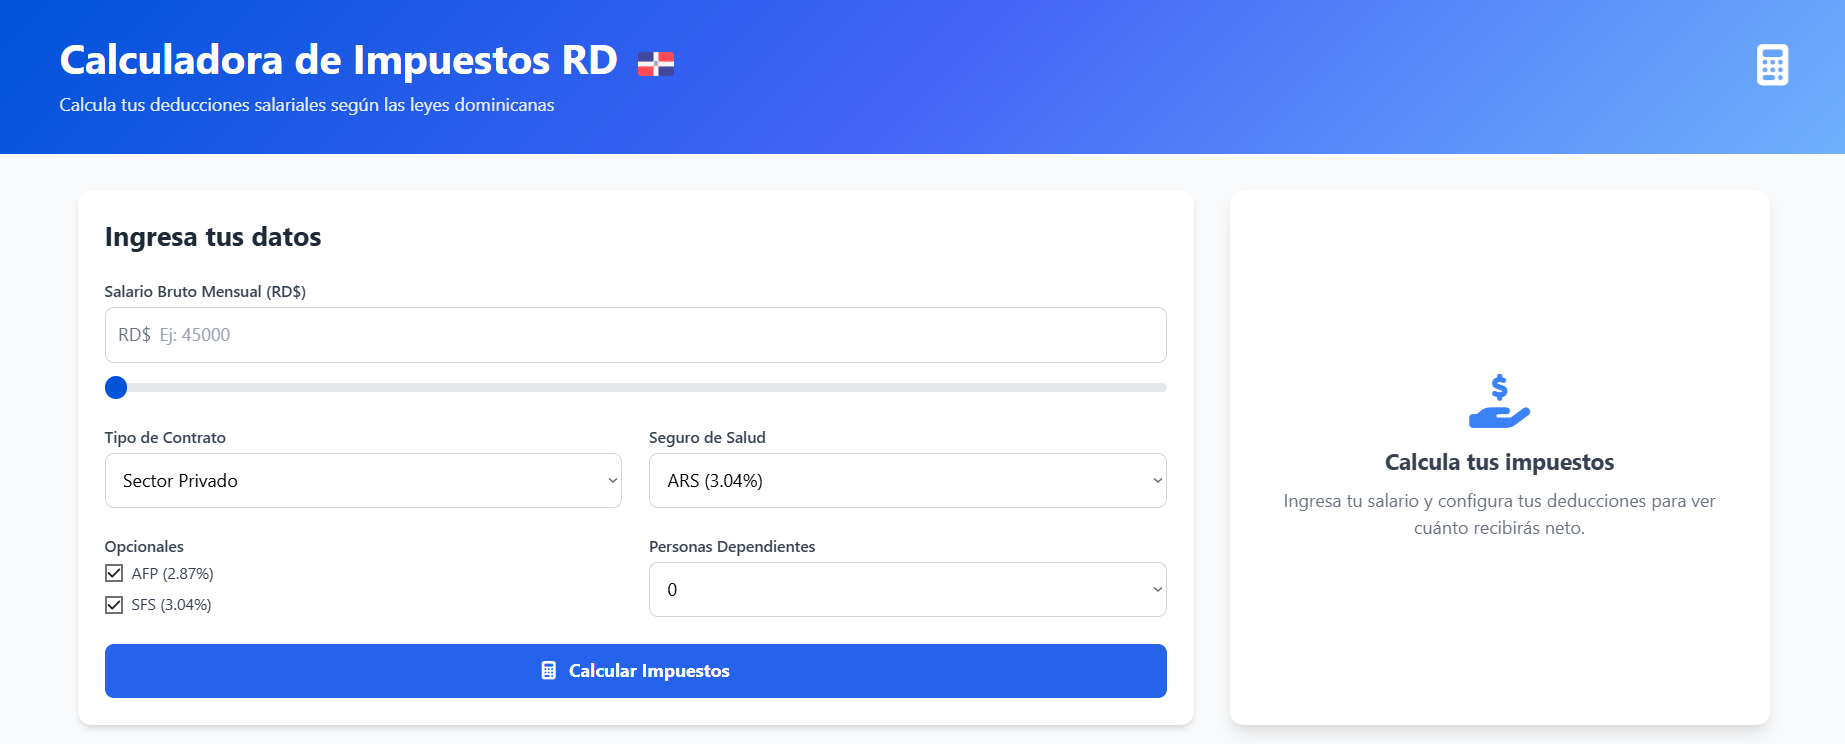 Calculadora de Impuestos RD
Calcula tus deducciones salariales según las leyes dominicanas
Ingresa tus datos
Salario Bruto Mensual (RD$)
RD$ Ej: 45000
Tipo de Contrato
Sector Privado
Seguro de Salud
ARS (3.04%)
Opcionales
AFP (2.87%)
SFS (3.04%)
Personas Dependientes
0
Calcular Impuestos
$
Calcula tus impuestos
Ingresa tu salario y configura tus deducciones para ver
cuánto recibirás neto.